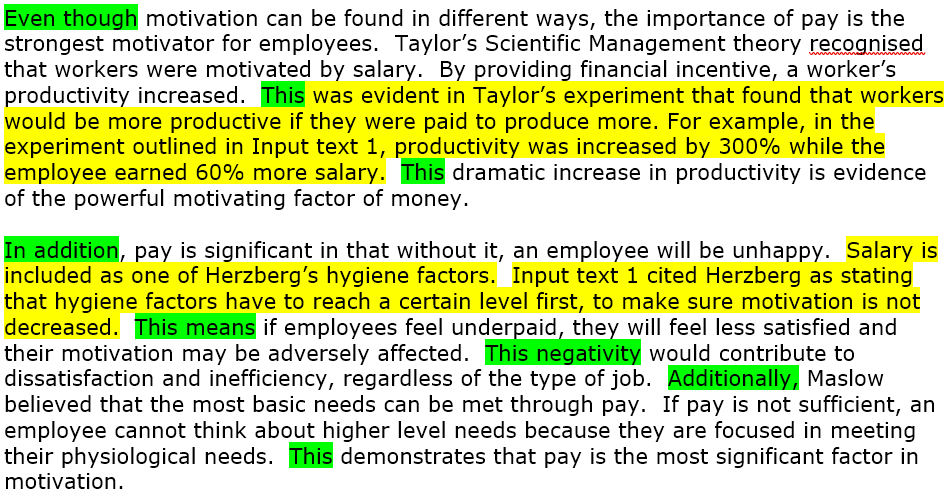 Even though motivation can be found in different ways, the importance of pay is the
strongest motivator for employees.  Taylor’s Scientific Management theory recognised
that workers were motivated by salary.  By providing financial incentive, a worker’s
productivity increased.  This was evident in Taylor’s experiment that found that workers
would be more productive if they were paid to produce more. For example, in the
experiment outlined in Input text 1, productivity was increased by 300% while the
employee earned 60% more salary.  This dramatic increase in productivity is evidence
of the powerful motivating factor of money.

In addition, pay is significant in that without it, an employee will be unhappy.  Salary is
included as one of Herzberg’s hygiene factors.  Input text 1 cited Herzberg as stating
that hygiene factors have to reach a certain level first, to make sure motivation is not
decreased.  This means if employees feel underpaid, they will feel less satisfied and
their motivation may be adversely affected.  This negativity would contribute to
dissatisfaction and inefficiency, regardless of the type of job.  Additionally, Maslow
believed that the most basic needs can be met through pay.  If pay is not sufficient, an
employee cannot think about higher level needs because they are focused in meeting
their physiological needs.  This demonstrates that pay is the most significant factor in
motivation.